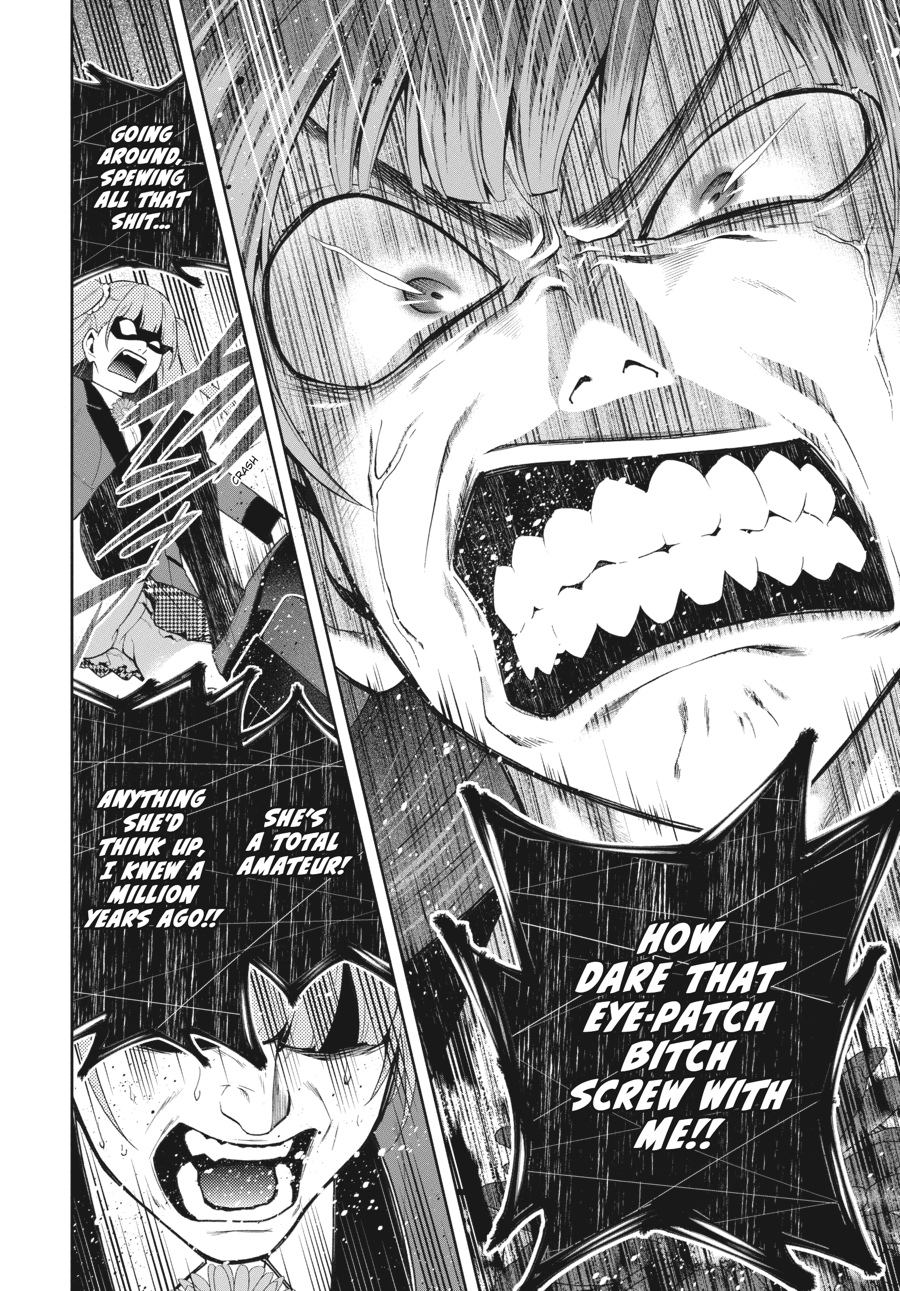 HOW
DARE THAT
EYE-PATCH
BITCH
SCREW WITH
ME!!
GOING
AROUND,
SPEWING
ALL THAT
SHIT...
CRASH
SHE'S
A TOTAL
AMATEUR!
ANYTHING
SHE'D
THINK UP,
I KNEW A
MILLION
YEARS AGO!!